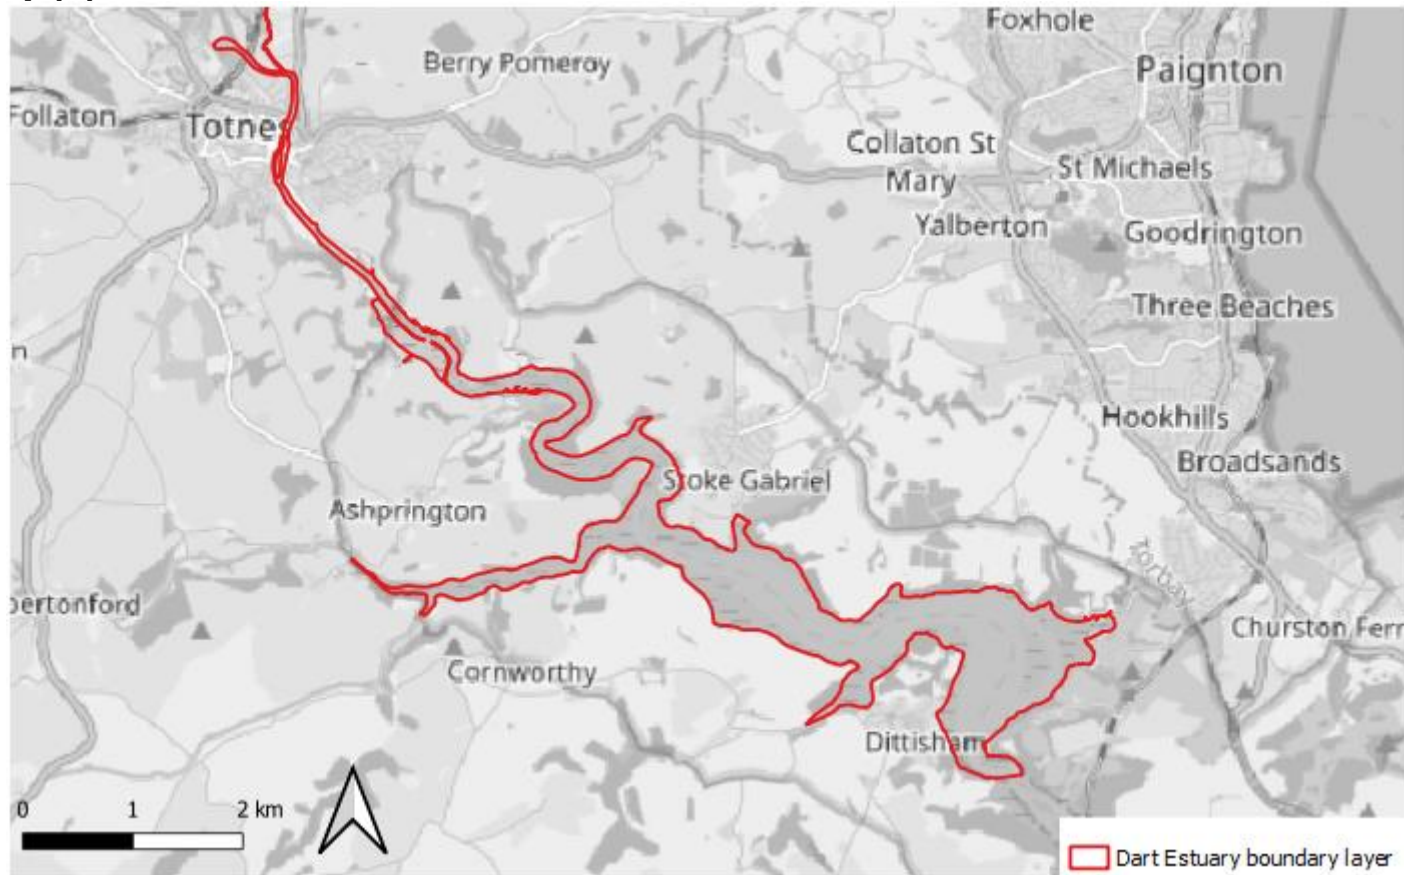 Foxhole
Berry Pomeroy
Paignton
Follaton
Totnes
Collaton St
Mary
St Michaels
Yalberton
Goodrington
Three Beaches
n
Hookhills
Broadsands
Stoke Gabriel
Ashprington
Torbay
bertonford
Churston Ferr
Cornworthy
Dittisham
0 1 2 km
Dart Estuary boundary layer